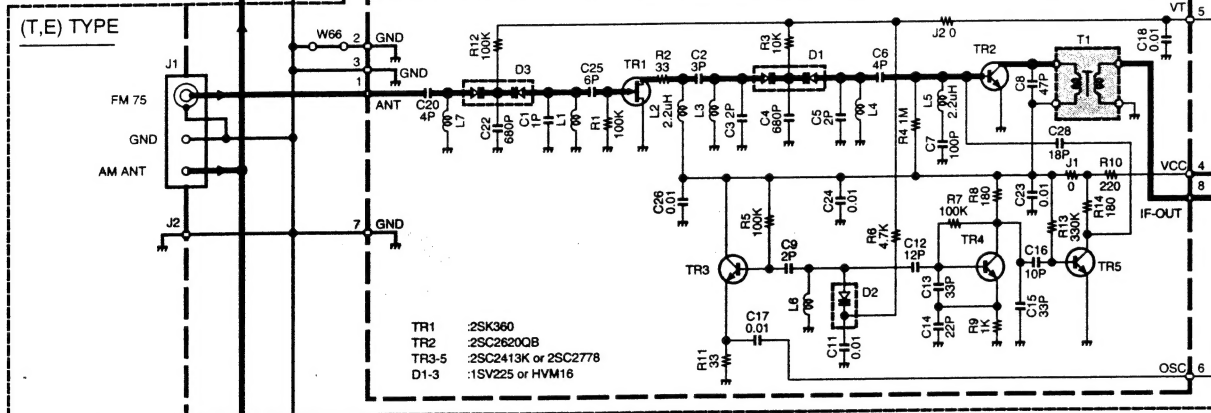 (T,E) TYPE
J1
FM 75
GND
AM ANT
J2
W66
2 GND
3 GND
1 ANT
7 GND
C20
4P
L7
D3
R12
100K
C22
680P
C1
1P
L1
C25
6P
R1
100K
TR1
R2
33
L2
2.2uH
C2
3P
L3
C3 2P
R3
10K
D1
C4
680P
C5
2P
L4
C6
4P
R4 1M
L5
2.2uH
C7
100P
J2 0
TR2
C8
47P
T1
C18
0.01
VT 5
C28
18P
VCC 4
8
IF-OUT
C26
0.01
R5
100K
C24
0.01
R6
4.7K
R7
100K
R8
180
C23
0.01
J1
0
R10
220
R13
330K
R14
180
TR3
C9
2P
L6
D2
C11
0.01
C12
12P
TR4
C13
33P
C14
22P
R9
1K
C15
33P
C16
10P
TR5
C17
0.01
R11
33
OSC 6
TR1 :2SK360
TR2 :2SC2620QB
TR3-5 :2SC2413K or 2SC2778
D1-3 :1SV225 or HVM16